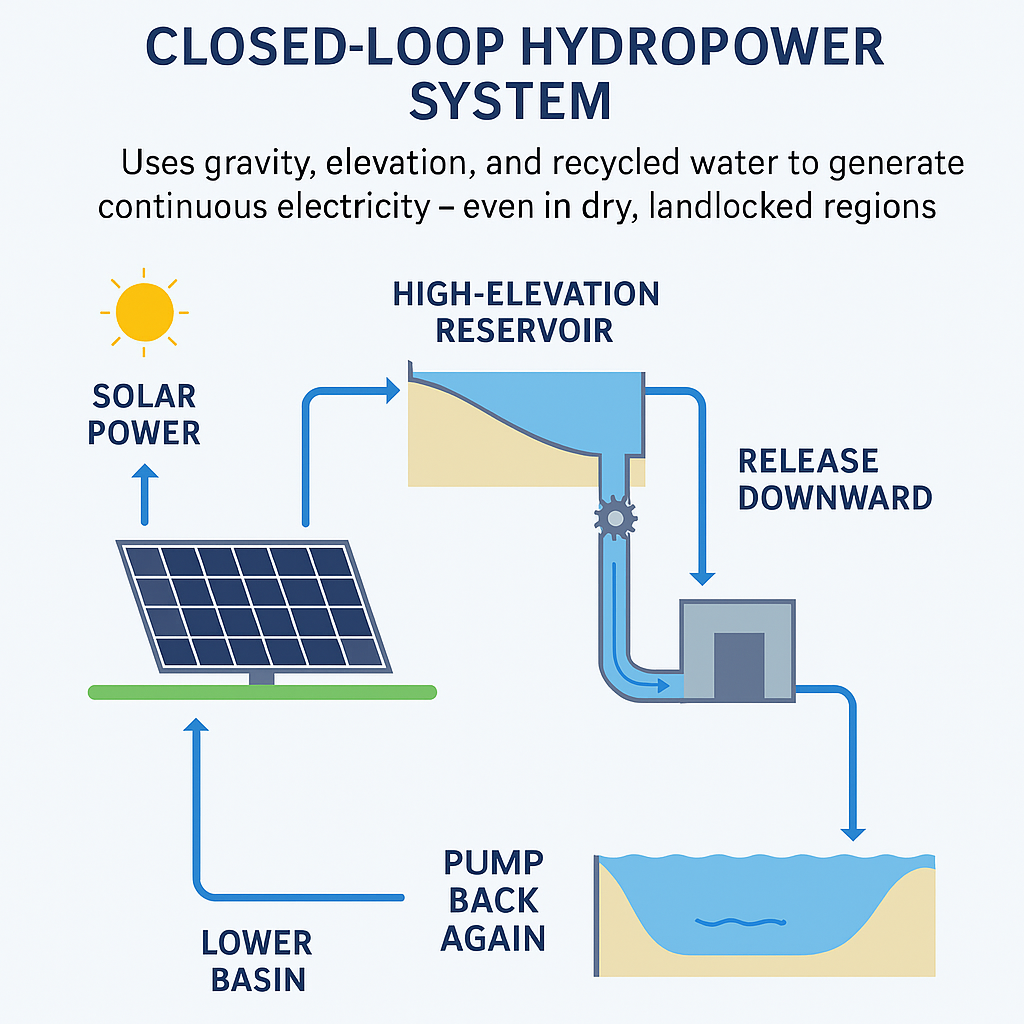 CLOSED-LOOP HYDROPOWER
SYSTEM
Uses gravity, elevation, and recycled water to generate
continuous electricity – even in dry, landlocked regions
HIGH-ELEVATION
RESERVOIR
SOLAR
POWER
RELEASE
DOWNWARD
PUMP
BACK
AGAIN
LOWER
BASIN